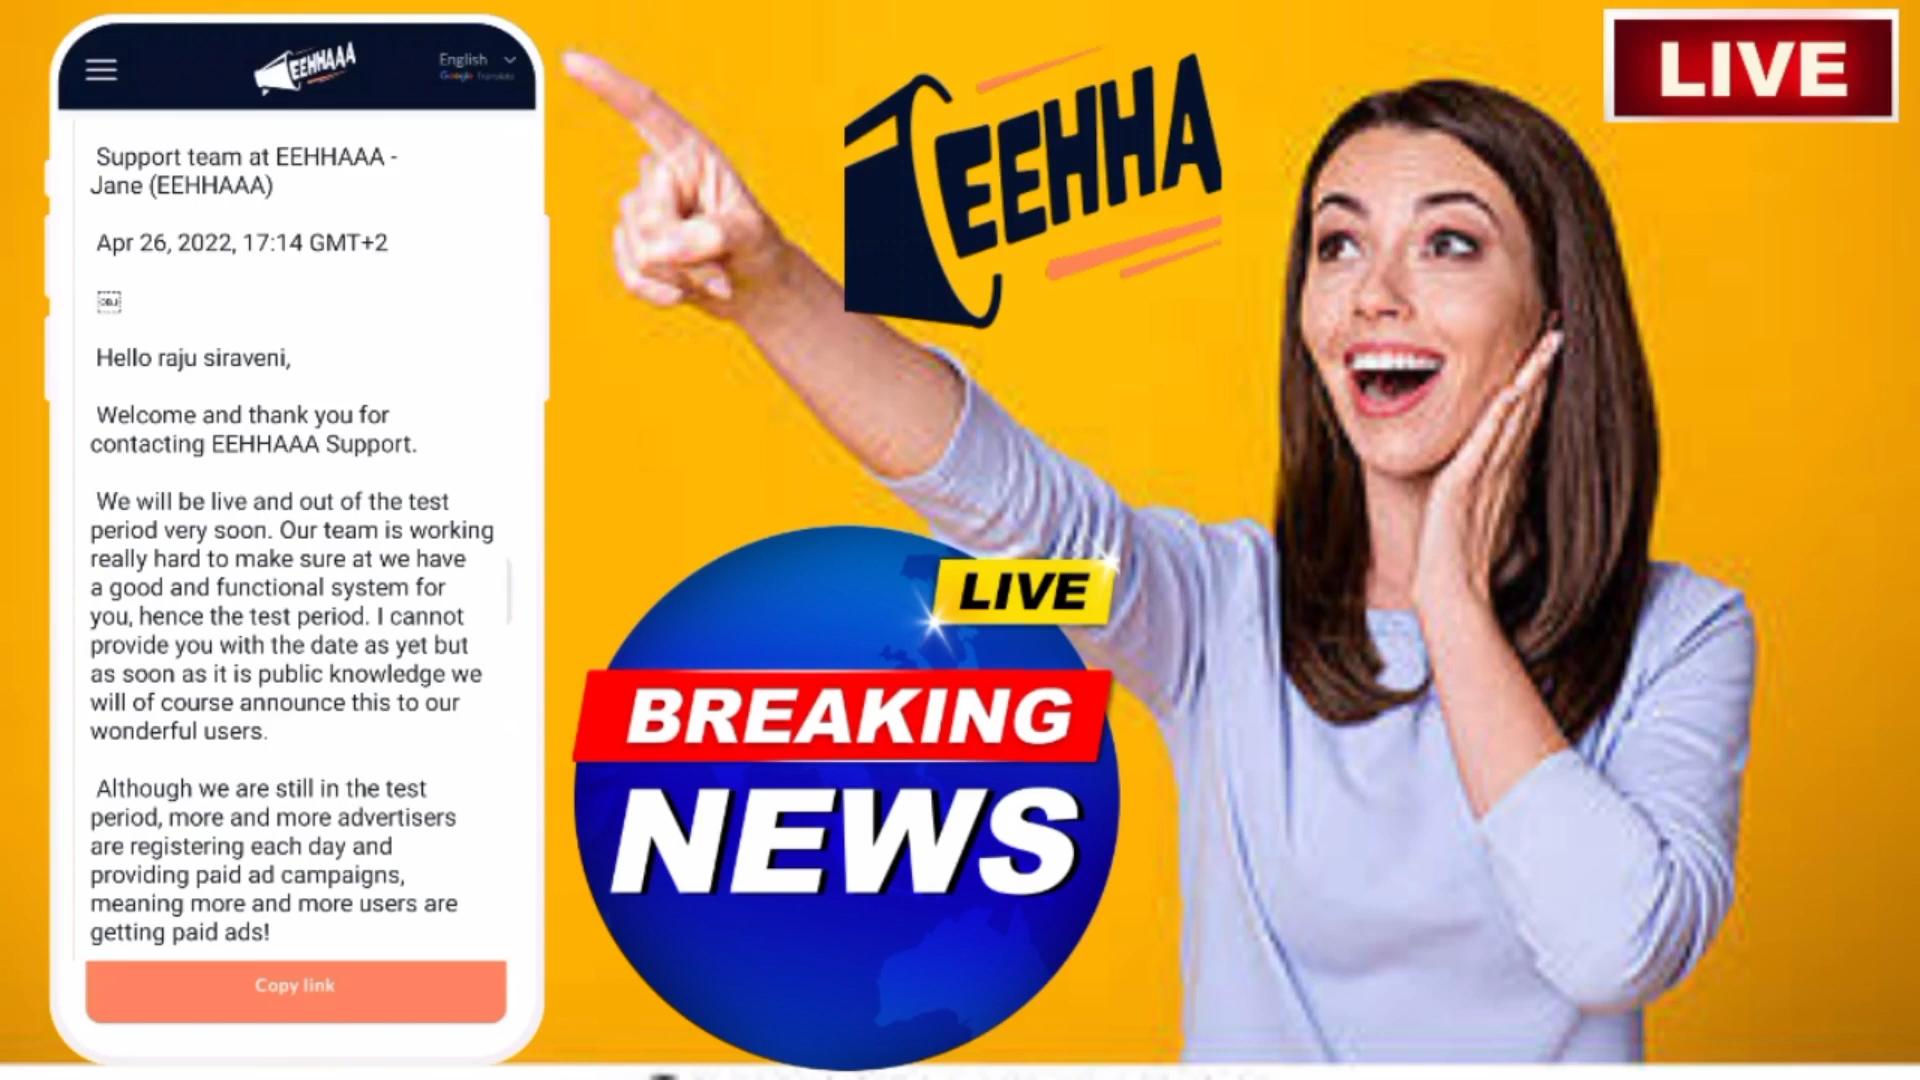 EEHHAAA
English
Google Translate
Support team at EEHHAAA -
Jane (EEHHAAA)
Apr 26, 2022, 17:14 GMT+2
OBJ
Hello raju siraveni,
Welcome and thank you for
contacting EEHHAAA Support.
We will be live and out of the test
period very soon. Our team is working
really hard to make sure at we have
a good and functional system for
you, hence the test period. I cannot
provide you with the date as yet but
as soon as it is public knowledge we
will of course announce this to our
wonderful users.
Although we are still in the test
period, more and more advertisers
are registering each day and
providing paid ad campaigns,
meaning more and more users are
getting paid ads!
Copy link
EEHHA
LIVE
LIVE
BREAKING
NEWS